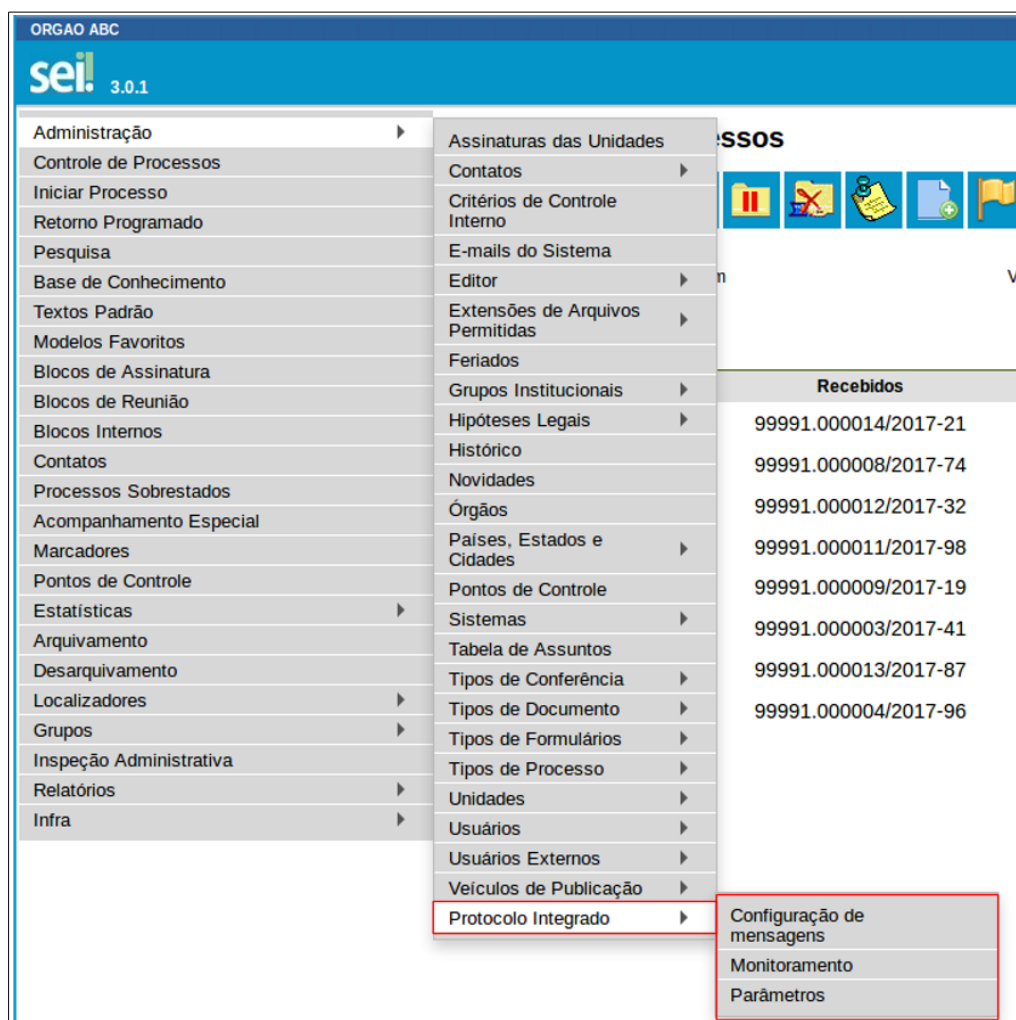 ORGAO ABC
sei! 3.0.1
Administração
Controle de Processos
Iniciar Processo
Retorno Programado
Pesquisa
Base de Conhecimento
Textos Padrão
Modelos Favoritos
Blocos de Assinatura
Blocos de Reunião
Blocos Internos
Contatos
Processos Sobrestados
Acompanhamento Especial
Marcadores
Pontos de Controle
Estatísticas
Arquivamento
Desarquivamento
Localizadores
Grupos
Inspeção Administrativa
Relatórios
Infra
Assinaturas das Unidades
Contatos
Critérios de Controle
Interno
E-mails do Sistema
Editor
Extensões de Arquivos
Permitidas
Feriados
Grupos Institucionais
Hipóteses Legais
Histórico
Novidades
Órgãos
Países, Estados e
Cidades
Pontos de Controle
Sistemas
Tabela de Assuntos
Tipos de Conferência
Tipos de Documento
Tipos de Formulários
Tipos de Processo
Unidades
Usuários
Usuários Externos
Veículos de Publicação
Protocolo Integrado
Configuração de
mensagens
Monitoramento
Parâmetros
ssos
Recebidos
99991.000014/2017-21
99991.000008/2017-74
99991.000012/2017-32
99991.000011/2017-98
99991.000009/2017-19
99991.000003/2017-41
99991.000013/2017-87
99991.000004/2017-96